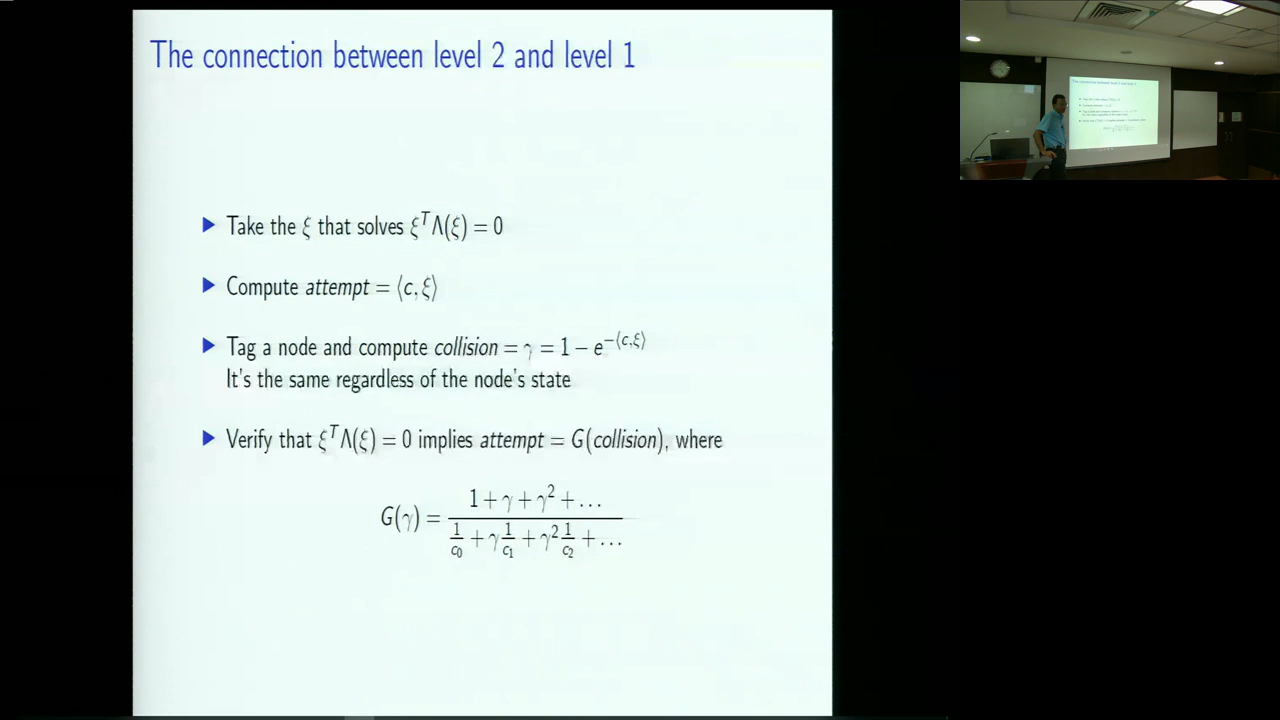 The connection between level 2 and level 1
▶ Take the ξ that solves ξ^T Λ(ξ) = 0
▶ Compute attempt = ⟨c, ξ⟩
▶ Tag a node and compute collision = γ = 1 − e^{−⟨c,ξ⟩}
It's the same regardless of the node's state
▶ Verify that ξ^T Λ(ξ) = 0 implies attempt = G(collision), where
G(γ) = (1 + γ + γ² + …) / (1/c₀ + γ 1/c₁ + γ² 1/c₂ + …)